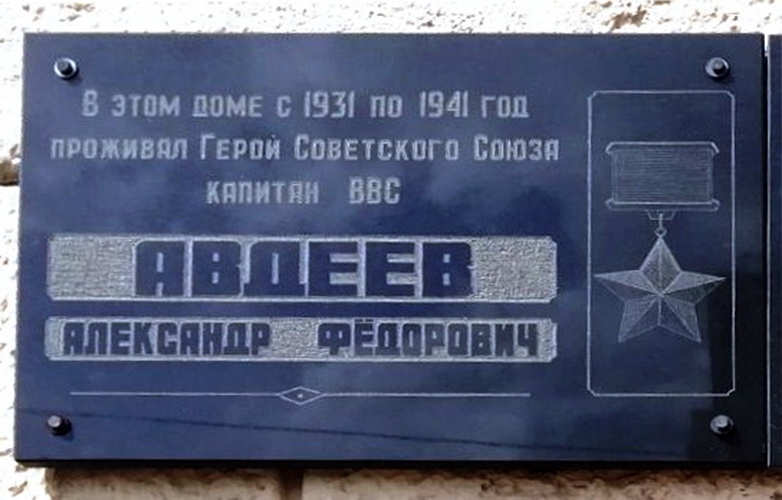 В ЭТОМ ДОМЕ С 1931 ПО 1941 ГОД
ПРОЖИВАЛ ГЕРОЙ СОВЕТСКОГО СОЮЗА
КАПИТАН ВВС
АВДЕЕВ
АЛЕКСАНДР ФЁДОРОВИЧ